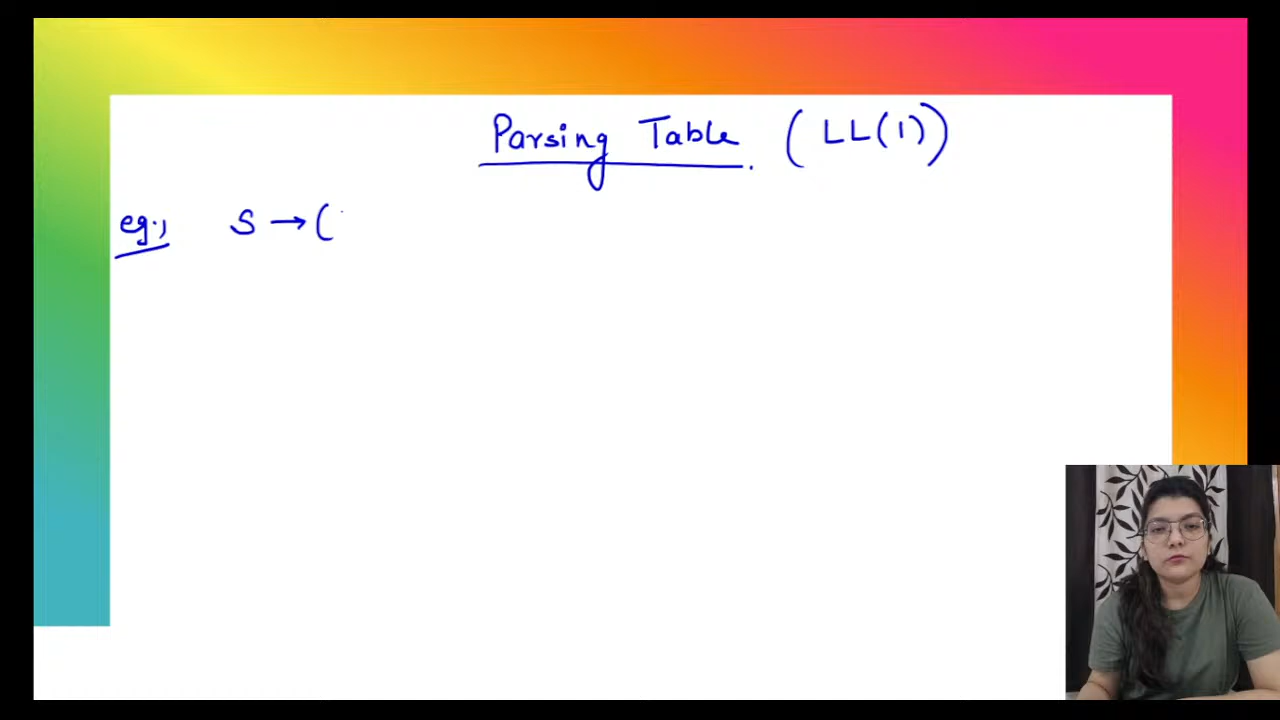 Parsing Table. (LL(1))
eg., S → (